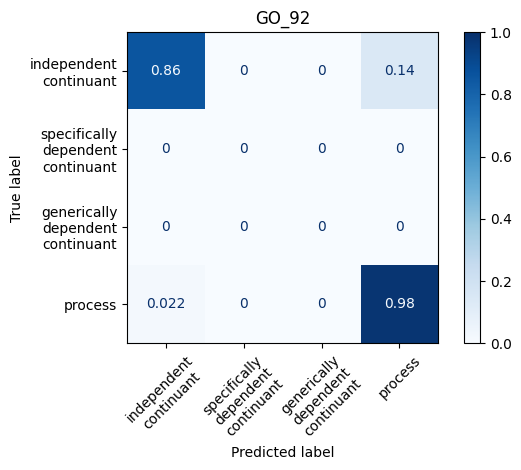 GO_92
independent
continuant
0.86
0
0
0.14
specifically
dependent
continuant
0
0
0
0
generically
dependent
continuant
0
0
0
0
process
0.022
0
0
0.98
True label
independent
continuant
specifically
dependent
continuant
generically
dependent
continuant
process
Predicted label
1.0
0.8
0.6
0.4
0.2
0.0